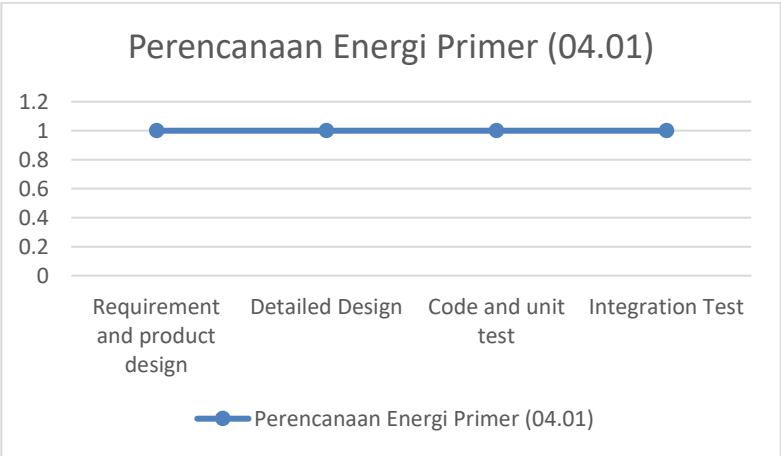 Perencanaan Energi Primer (04.01)
1.2
1
0.8
0.6
0.4
0.2
0
Requirement
and product
design
Detailed Design
Code and unit
test
Integration Test
Perencanaan Energi Primer (04.01)